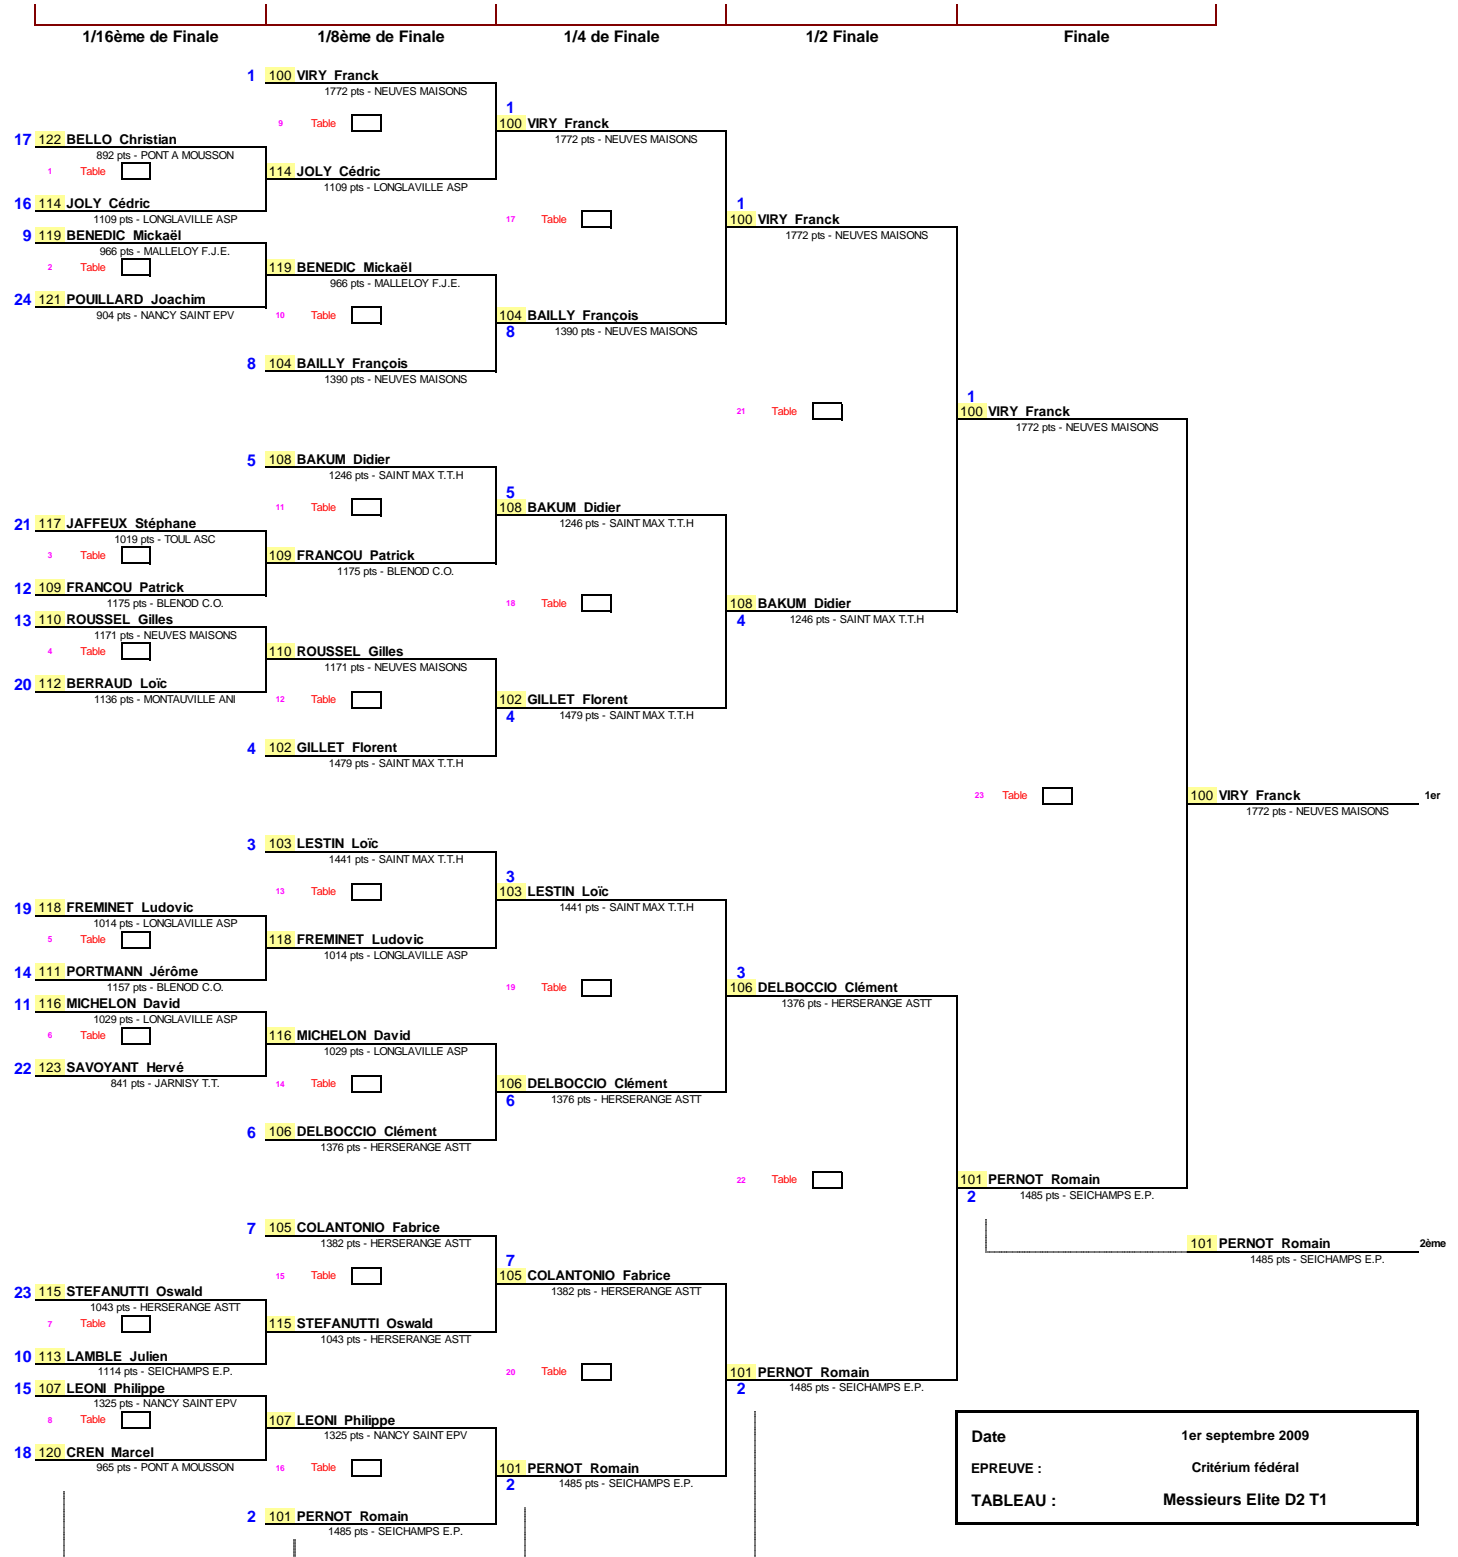 1/16ème de Finale
1/8ème de Finale
1/4 de Finale
1/2 Finale
Finale
1 100 VIRY Franck
1772 pts - NEUVES MAISONS
9 Table
17 122 BELLO Christian
892 pts - PONT A MOUSSON
1 Table
114 JOLY Cédric
1109 pts - LONGLAVILLE ASP
16 114 JOLY Cédric
1109 pts - LONGLAVILLE ASP
9 119 BENEDIC Mickaël
966 pts - MALLELOY F.J.E.
2 Table
119 BENEDIC Mickaël
966 pts - MALLELOY F.J.E.
24 121 POUILLARD Joachim
904 pts - NANCY SAINT EPV
10 Table
8 104 BAILLY François
1390 pts - NEUVES MAISONS
1
100 VIRY Franck
1772 pts - NEUVES MAISONS
17 Table
104 BAILLY François
8 1390 pts - NEUVES MAISONS
1
100 VIRY Franck
1772 pts - NEUVES MAISONS
21 Table
1
100 VIRY Franck
1772 pts - NEUVES MAISONS
5 108 BAKUM Didier
1246 pts - SAINT MAX T.T.H
11 Table
21 117 JAFFEUX Stéphane
1019 pts - TOUL ASC
3 Table
109 FRANCOU Patrick
1175 pts - BLENOD C.O.
12 109 FRANCOU Patrick
1175 pts - BLENOD C.O.
13 110 ROUSSEL Gilles
1171 pts - NEUVES MAISONS
4 Table
110 ROUSSEL Gilles
1171 pts - NEUVES MAISONS
20 112 BERRAUD Loïc
1136 pts - MONTAUVILLE ANI
12 Table
4 102 GILLET Florent
1479 pts - SAINT MAX T.T.H
5
108 BAKUM Didier
1246 pts - SAINT MAX T.T.H
18 Table
102 GILLET Florent
4 1479 pts - SAINT MAX T.T.H
108 BAKUM Didier
4 1246 pts - SAINT MAX T.T.H
23 Table
100 VIRY Franck 1er
1772 pts - NEUVES MAISONS
3 103 LESTIN Loïc
1441 pts - SAINT MAX T.T.H
13 Table
19 118 FREMINET Ludovic
1014 pts - LONGLAVILLE ASP
5 Table
118 FREMINET Ludovic
1014 pts - LONGLAVILLE ASP
14 111 PORTMANN Jérôme
1157 pts - BLENOD C.O.
11 116 MICHELON David
1029 pts - LONGLAVILLE ASP
6 Table
116 MICHELON David
1029 pts - LONGLAVILLE ASP
22 123 SAVOYANT Hervé
841 pts - JARNISY T.T.
14 Table
6 106 DELBOCCIO Clément
1376 pts - HERSERANGE ASTT
3
103 LESTIN Loïc
1441 pts - SAINT MAX T.T.H
19 Table
106 DELBOCCIO Clément
6 1376 pts - HERSERANGE ASTT
3
106 DELBOCCIO Clément
1376 pts - HERSERANGE ASTT
22 Table
101 PERNOT Romain
2 1485 pts - SEICHAMPS E.P.
101 PERNOT Romain 2ème
1485 pts - SEICHAMPS E.P.
7 105 COLANTONIO Fabrice
1382 pts - HERSERANGE ASTT
15 Table
23 115 STEFANUTTI Oswald
1043 pts - HERSERANGE ASTT
7 Table
115 STEFANUTTI Oswald
1043 pts - HERSERANGE ASTT
10 113 LAMBLE Julien
1114 pts - SEICHAMPS E.P.
15 107 LEONI Philippe
1325 pts - NANCY SAINT EPV
8 Table
107 LEONI Philippe
1325 pts - NANCY SAINT EPV
18 120 CREN Marcel
965 pts - PONT A MOUSSON
16 Table
2 101 PERNOT Romain
1485 pts - SEICHAMPS E.P.
7
105 COLANTONIO Fabrice
1382 pts - HERSERANGE ASTT
20 Table
101 PERNOT Romain
2 1485 pts - SEICHAMPS E.P.
101 PERNOT Romain
2 1485 pts - SEICHAMPS E.P.
Date 1er septembre 2009
EPREUVE : Critérium fédéral
TABLEAU : Messieurs Elite D2 T1